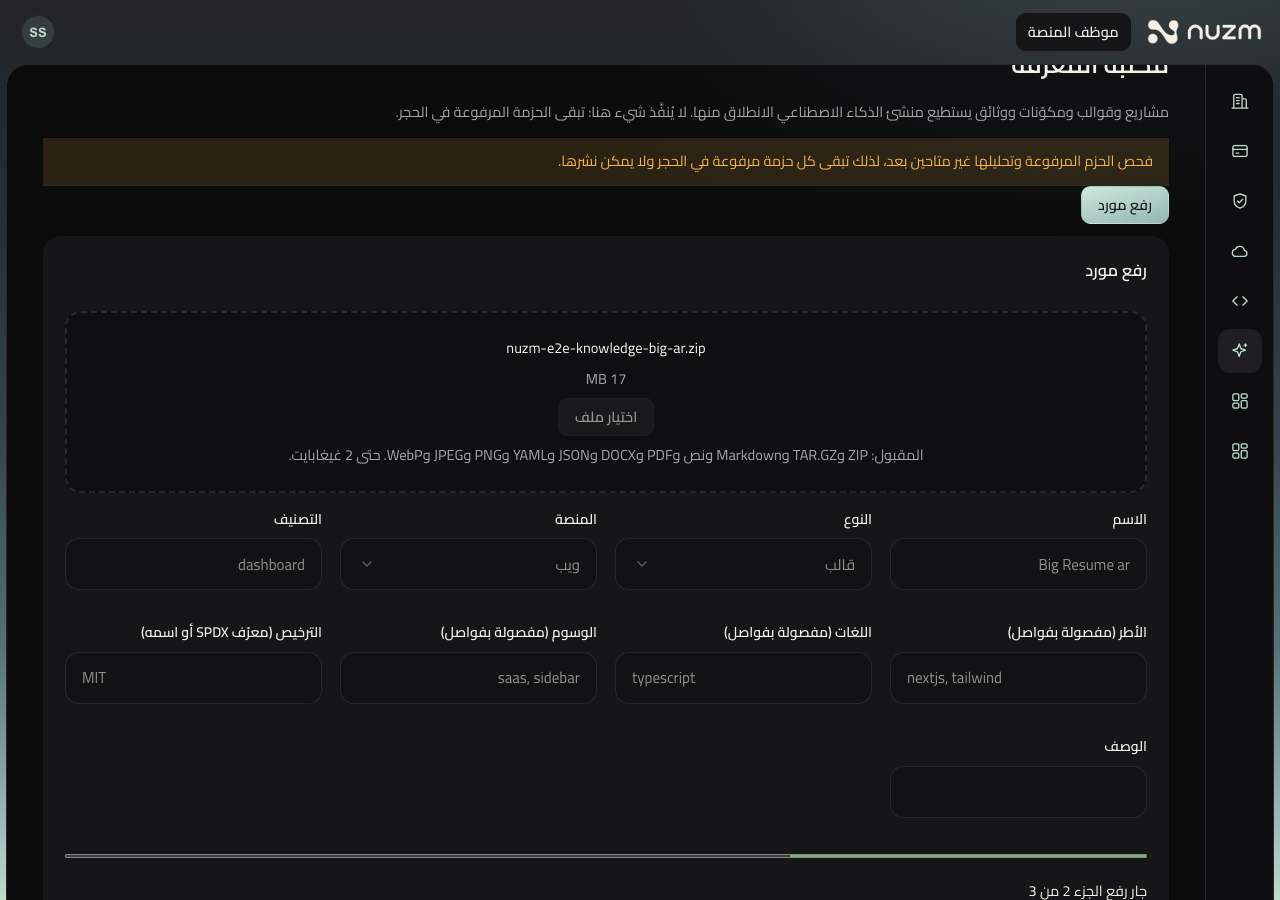 nuzm
موظف المنصة
SS
مكتبة المعرفة
مشاريع وقوالب ومكوّنات ووثائق يستطيع منشئ الذكاء الاصطناعي الانطلاق منها. لا يُنفَّذ شيء هنا: تبقى الحزمة المرفوعة في الحجر.
فحص الحزم المرفوعة وتحليلها غير متاحين بعد، لذلك تبقى كل حزمة مرفوعة في الحجر ولا يمكن نشرها.
رفع مورد
رفع مورد
nuzm-e2e-knowledge-big-ar.zip
17 MB
اختيار ملف
المقبول: ZIP وTAR.GZ وMarkdown ونص وPDF وDOCX وJSON وYAML وPNG وJPEG وWebP. حتى 2 غيغابايت.
الاسم
النوع
المنصة
التصنيف
Big Resume ar
قالب
ويب
dashboard
الأطر (مفصولة بفواصل)
اللغات (مفصولة بفواصل)
الوسوم (مفصولة بفواصل)
الترخيص (معرّف SPDX أو اسمه)
nextjs, tailwind
typescript
saas, sidebar
MIT
الوصف
جار رفع الجزء 2 من 3